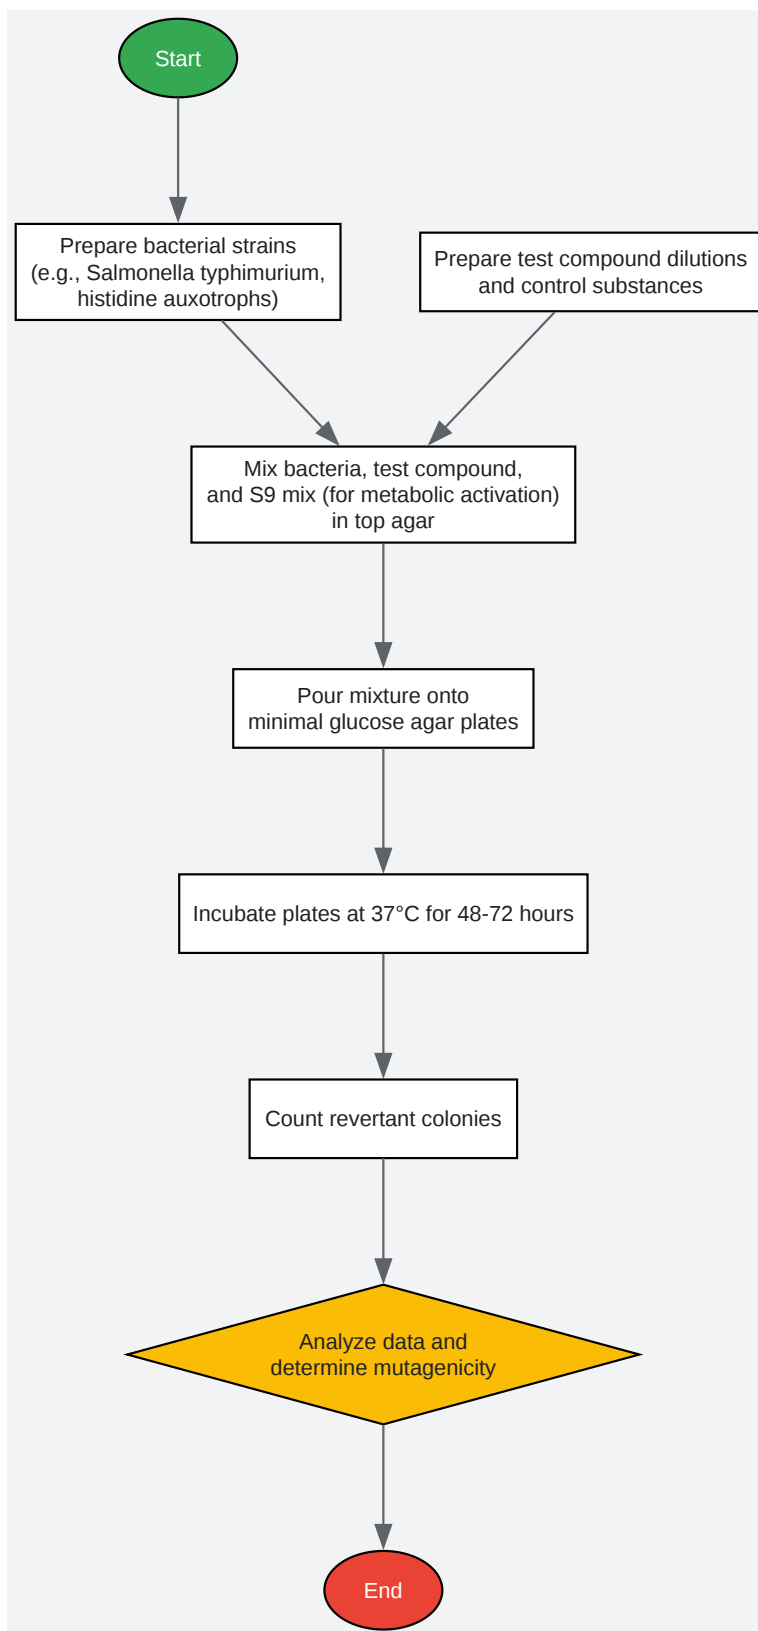 Start
Prepare bacterial strains
(e.g., Salmonella typhimurium,
histidine auxotrophs)
Prepare test compound dilutions
and control substances
Mix bacteria, test compound,
and S9 mix (for metabolic activation)
in top agar
Pour mixture onto
minimal glucose agar plates
Incubate plates at 37°C for 48-72 hours
Count revertant colonies
Analyze data and
determine mutagenicity
End